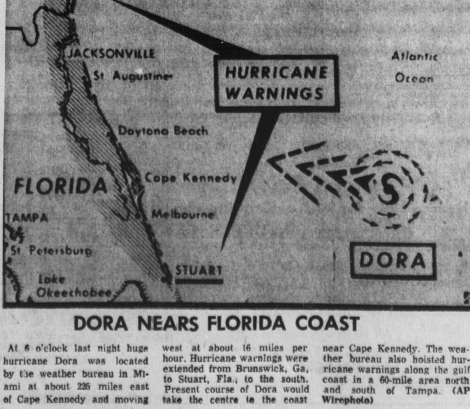 JACKSONVILLE
St Augustine
HURRICANE
WARNINGS
Atlantic
Ocean
Daytona Beach
FLORIDA
Cape Kennedy
Melbourne
TAMPA
St Petersburg
Lake
Okeechobee
STUART
S
DORA
DORA NEARS FLORIDA COAST
At 6 o'clock last night huge
hurricane Dora was located
by the weather bureau in Mi-
ami at about 225 miles east
of Cape Kennedy and moving
west at about 16 miles per
hour. Hurricane warnings were
extended from Brunswick, Ga.,
to Stuart, Fla., to the south.
Present course of Dora would
take the centre to the coast
near Cape Kennedy. The wea-
ther bureau also hoisted hur-
ricane warnings along the gulf
coast in a 60-mile area north
and south of Tampa. (AP
Wirephoto)